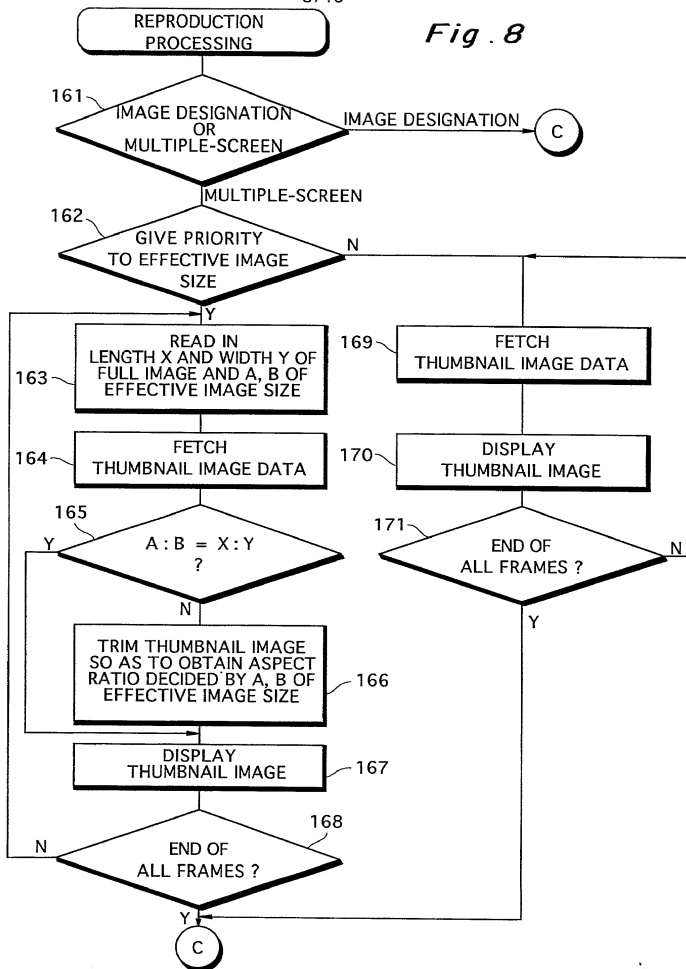 Fig. 8
REPRODUCTION
PROCESSING
161
IMAGE DESIGNATION
OR
MULTIPLE-SCREEN
IMAGE DESIGNATION
C
MULTIPLE-SCREEN
162
GIVE PRIORITY
TO EFFECTIVE IMAGE
SIZE
N
Y
163
READ IN
LENGTH X AND WIDTH Y OF
FULL IMAGE AND A, B OF
EFFECTIVE IMAGE SIZE
164
FETCH
THUMBNAIL IMAGE DATA
165
A : B = X : Y
?
Y
N
TRIM THUMBNAIL IMAGE
SO AS TO OBTAIN ASPECT
RATIO DECIDED BY A, B OF
EFFECTIVE IMAGE SIZE
166
DISPLAY
THUMBNAIL IMAGE
167
168
END OF
ALL FRAMES ?
N
Y
C
169
FETCH
THUMBNAIL IMAGE DATA
170
DISPLAY
THUMBNAIL IMAGE
171
END OF
ALL FRAMES ?
N
Y